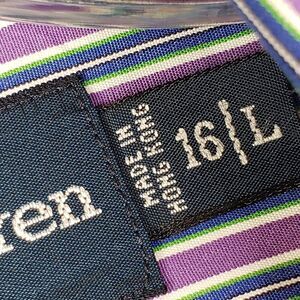 ren
MADE IN
HONG KONG
16/L